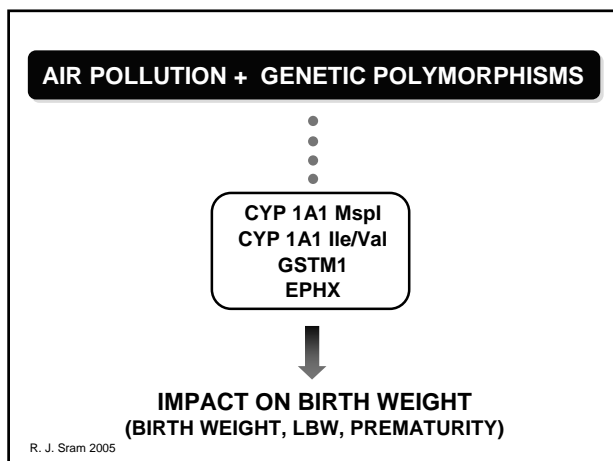 AIR POLLUTION + GENETIC POLYMORPHISMS
CYP 1A1 MspI
CYP 1A1 Ile/Val
GSTM1
EPHX
IMPACT ON BIRTH WEIGHT
(BIRTH WEIGHT, LBW, PREMATURITY)
R. J. Sram 2005